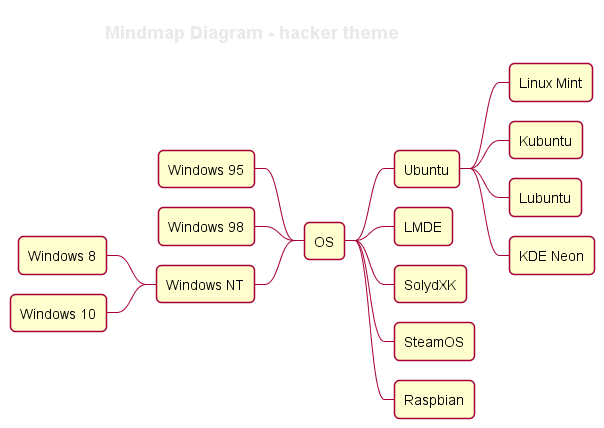 Mindmap Diagram - hacker theme
Linux Mint
Kubuntu
Ubuntu
Windows 95
Lubuntu
Windows 98
LMDE
OS
Windows 8
KDE Neon
Windows NT
SolydXK
Windows 10
SteamOS
Raspbian